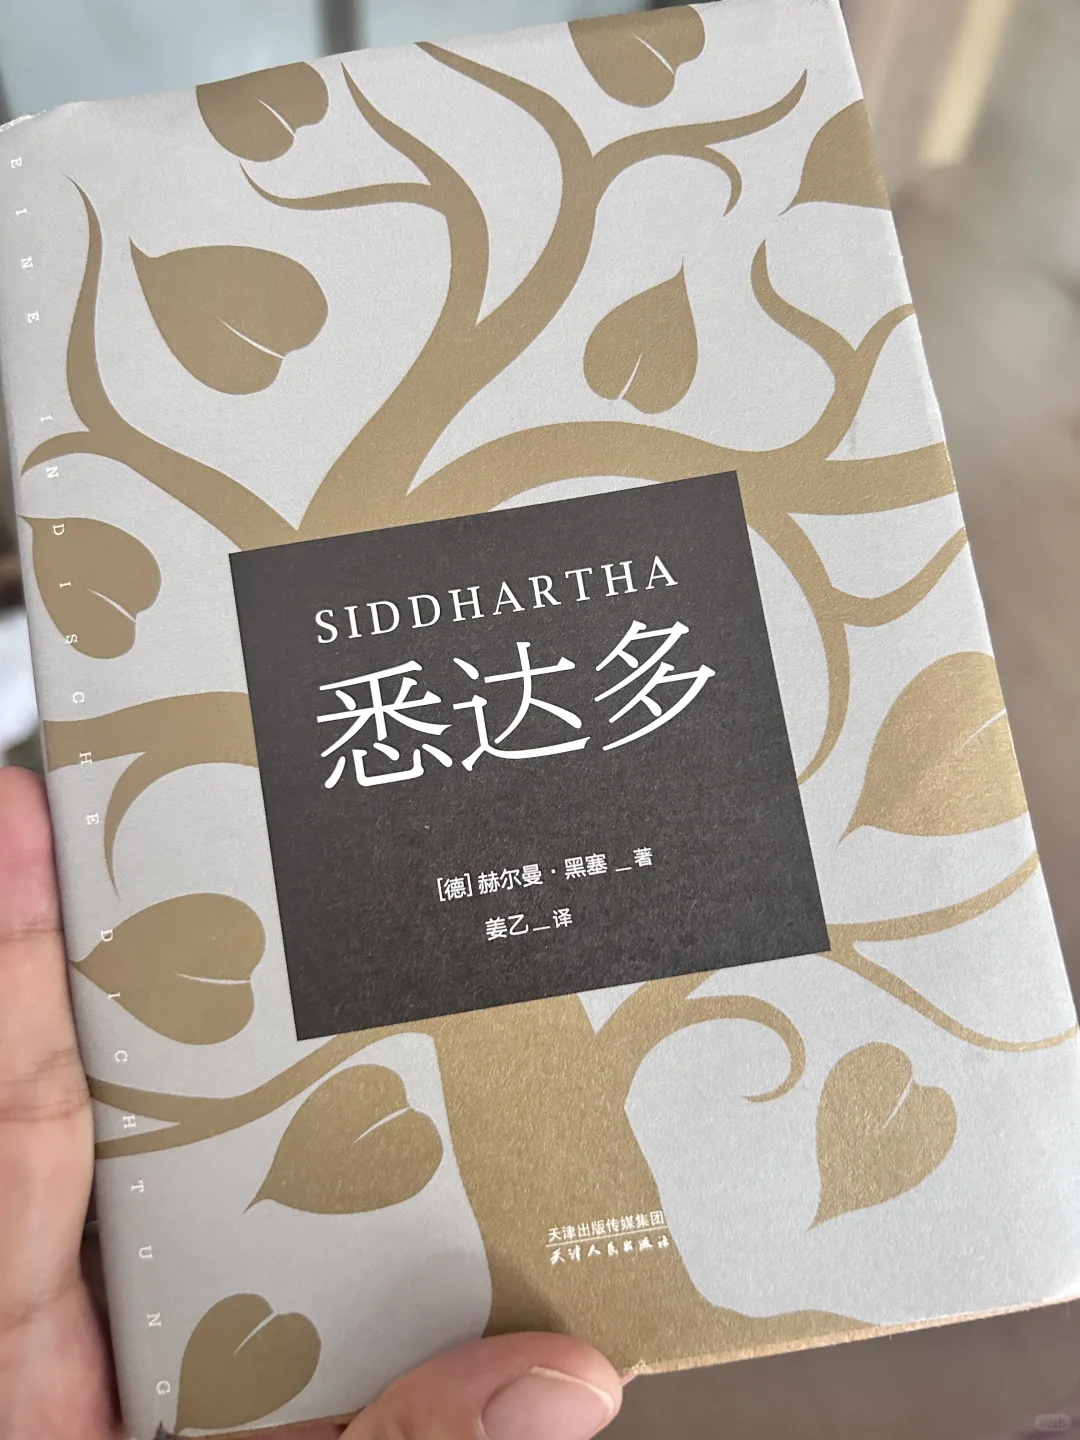 SIDDHARTHA
悉达多
[德] 赫尔曼·黑塞_著
姜乙_译
天津出版传媒集团
天津人民出版社
EINE INDISCHE DICHTUNG